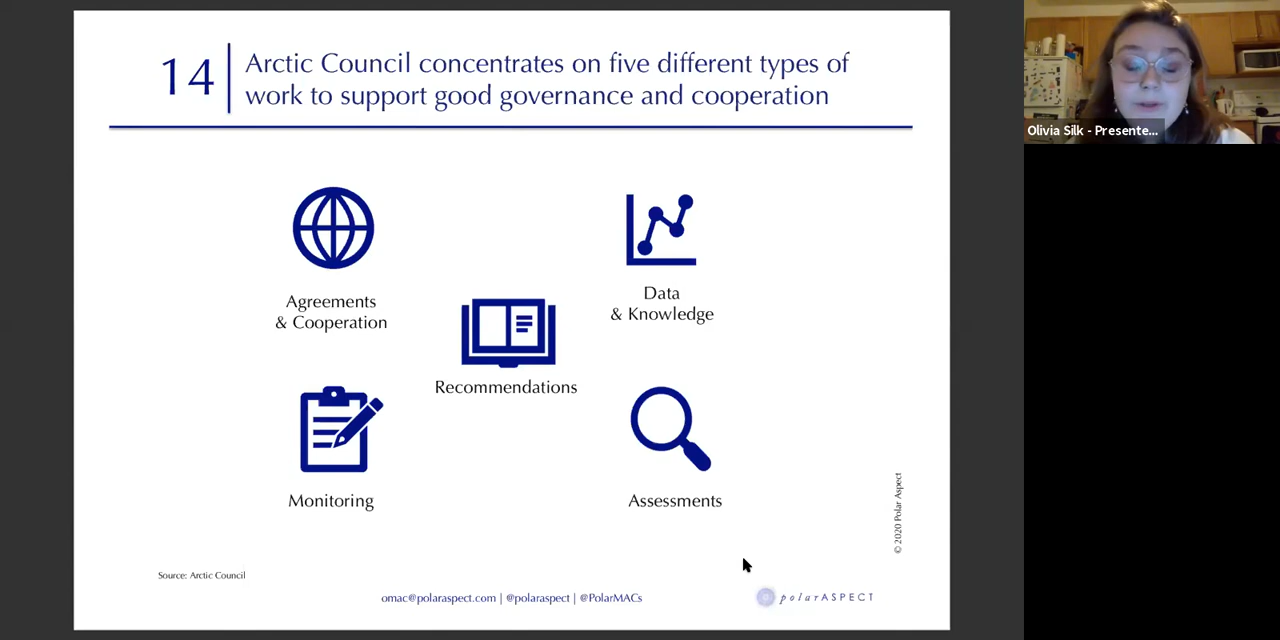 14
Arctic Council concentrates on five different types of
work to support good governance and cooperation
Agreements
& Cooperation
Data
& Knowledge
Recommendations
Monitoring
Assessments
© 2020 Polar Aspect
Source: Arctic Council
omac@polaraspect.com | @polaraspect | @PolarMACs
polarASPECT
Olivia Silk - Presente...